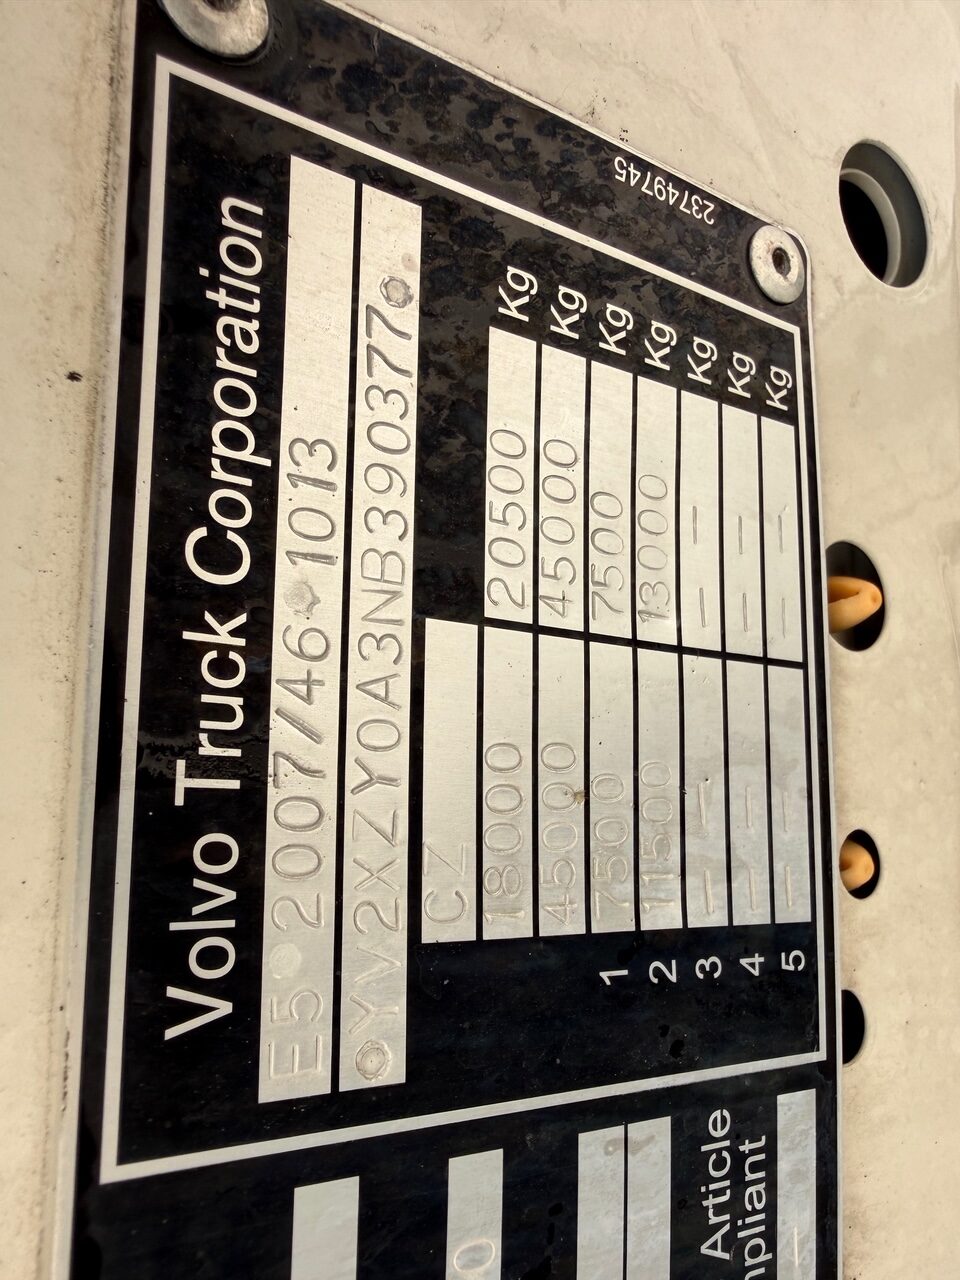 Volvo Truck Corporation
E5*2007/46*1013
YV2XZY0A3NB390377
CZ
18000 20500 Kg
45000 45000 Kg
1 7500 7500 Kg
2 11500 13000 Kg
3 — — — — Kg
4 — — — — Kg
5 — — — — Kg
23749745
0
Article
mpliant